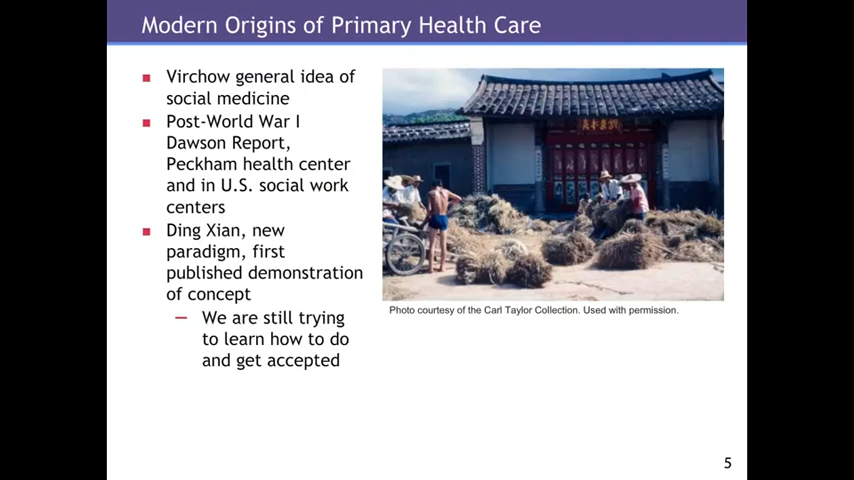 Modern Origins of Primary Health Care
Virchow general idea of
social medicine
Post-World War I
Dawson Report,
Peckham health center
and in U.S. social work
centers
Ding Xian, new
paradigm, first
published demonstration
of concept
— We are still trying
to learn how to do
and get accepted
Photo courtesy of the Carl Taylor Collection. Used with permission.
5